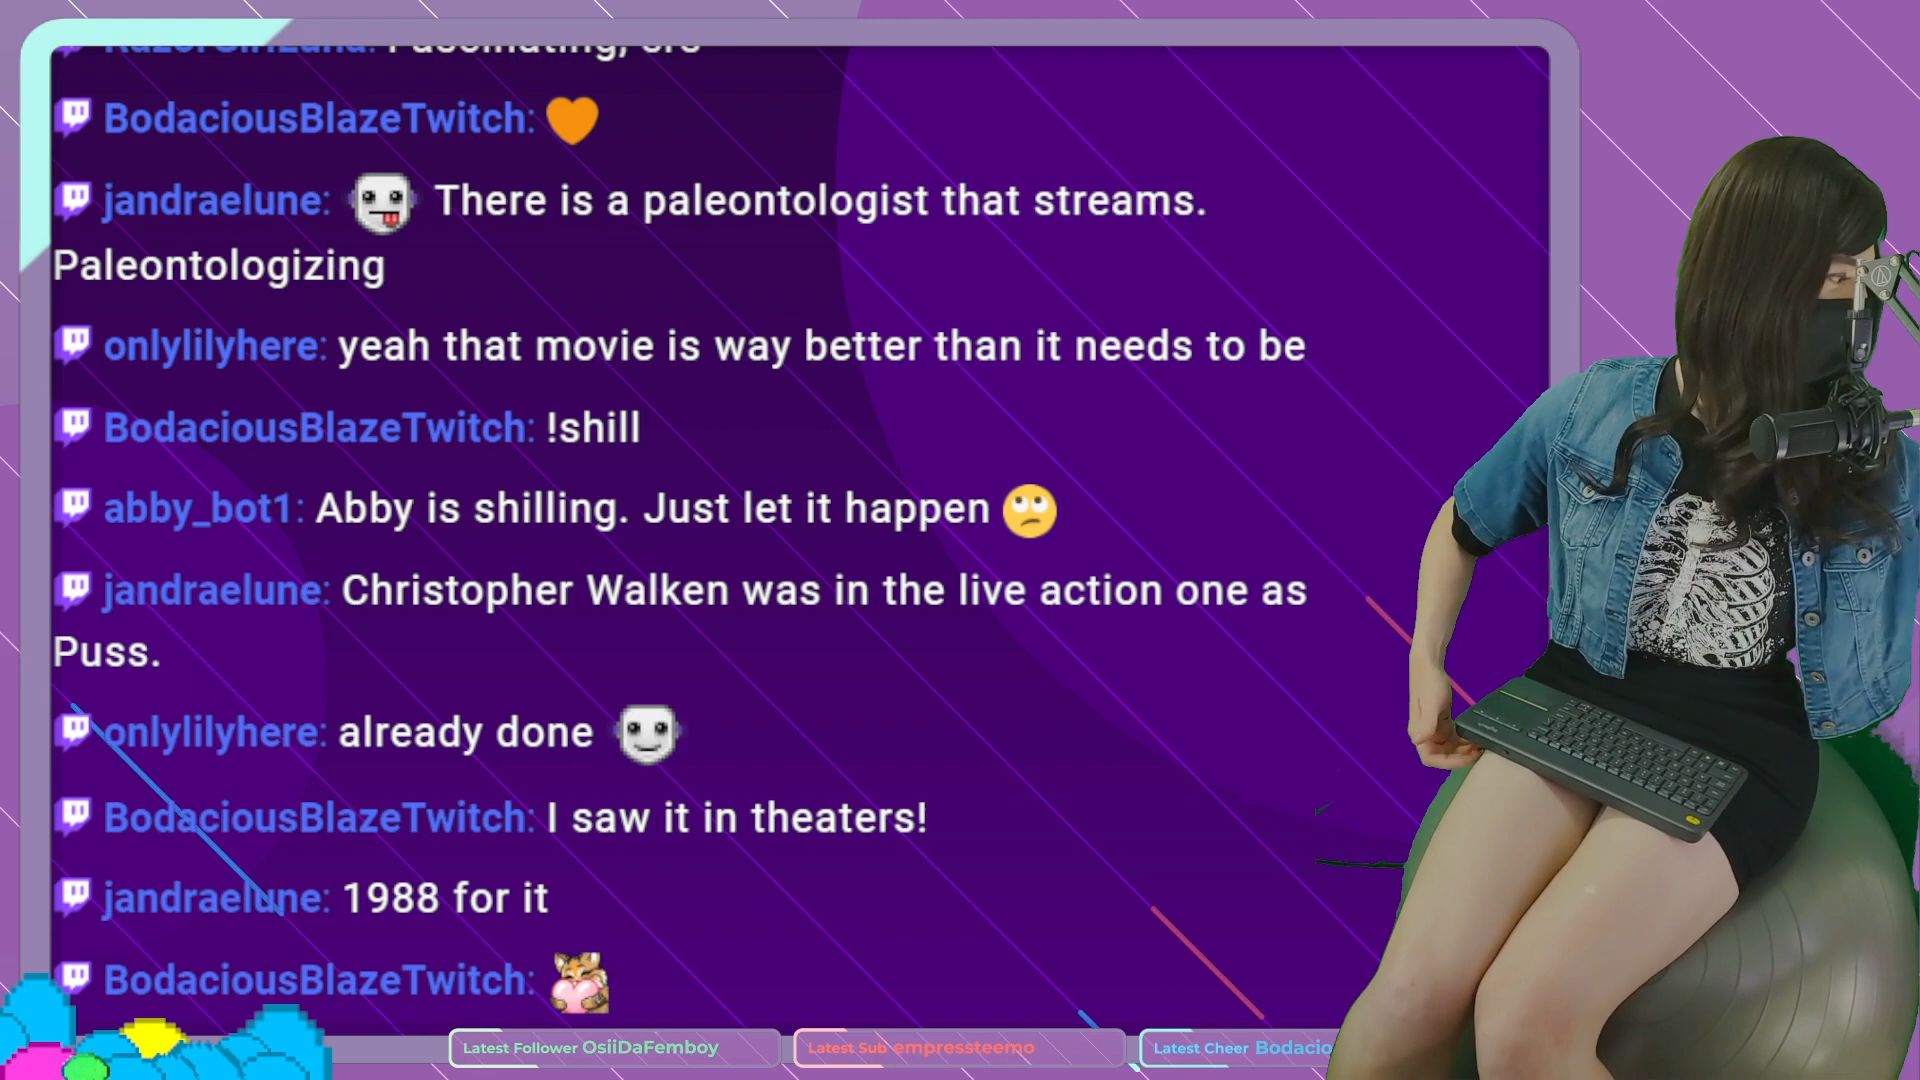 BodaciousBlazeTwitch:
jandraelune: There is a paleontologist that streams.
Paleontologizing
onlylilyhere: yeah that movie is way better than it needs to be
BodaciousBlazeTwitch: !shill
abby_bot1: Abby is shilling. Just let it happen
jandraelune: Christopher Walken was in the live action one as
Puss.
onlylilyhere: already done
BodaciousBlazeTwitch: I saw it in theaters!
jandraelune: 1988 for it
BodaciousBlazeTwitch:
Latest Follower OsiiDaFemboy
Latest Sub empressteemo
Latest Cheer Bodacio